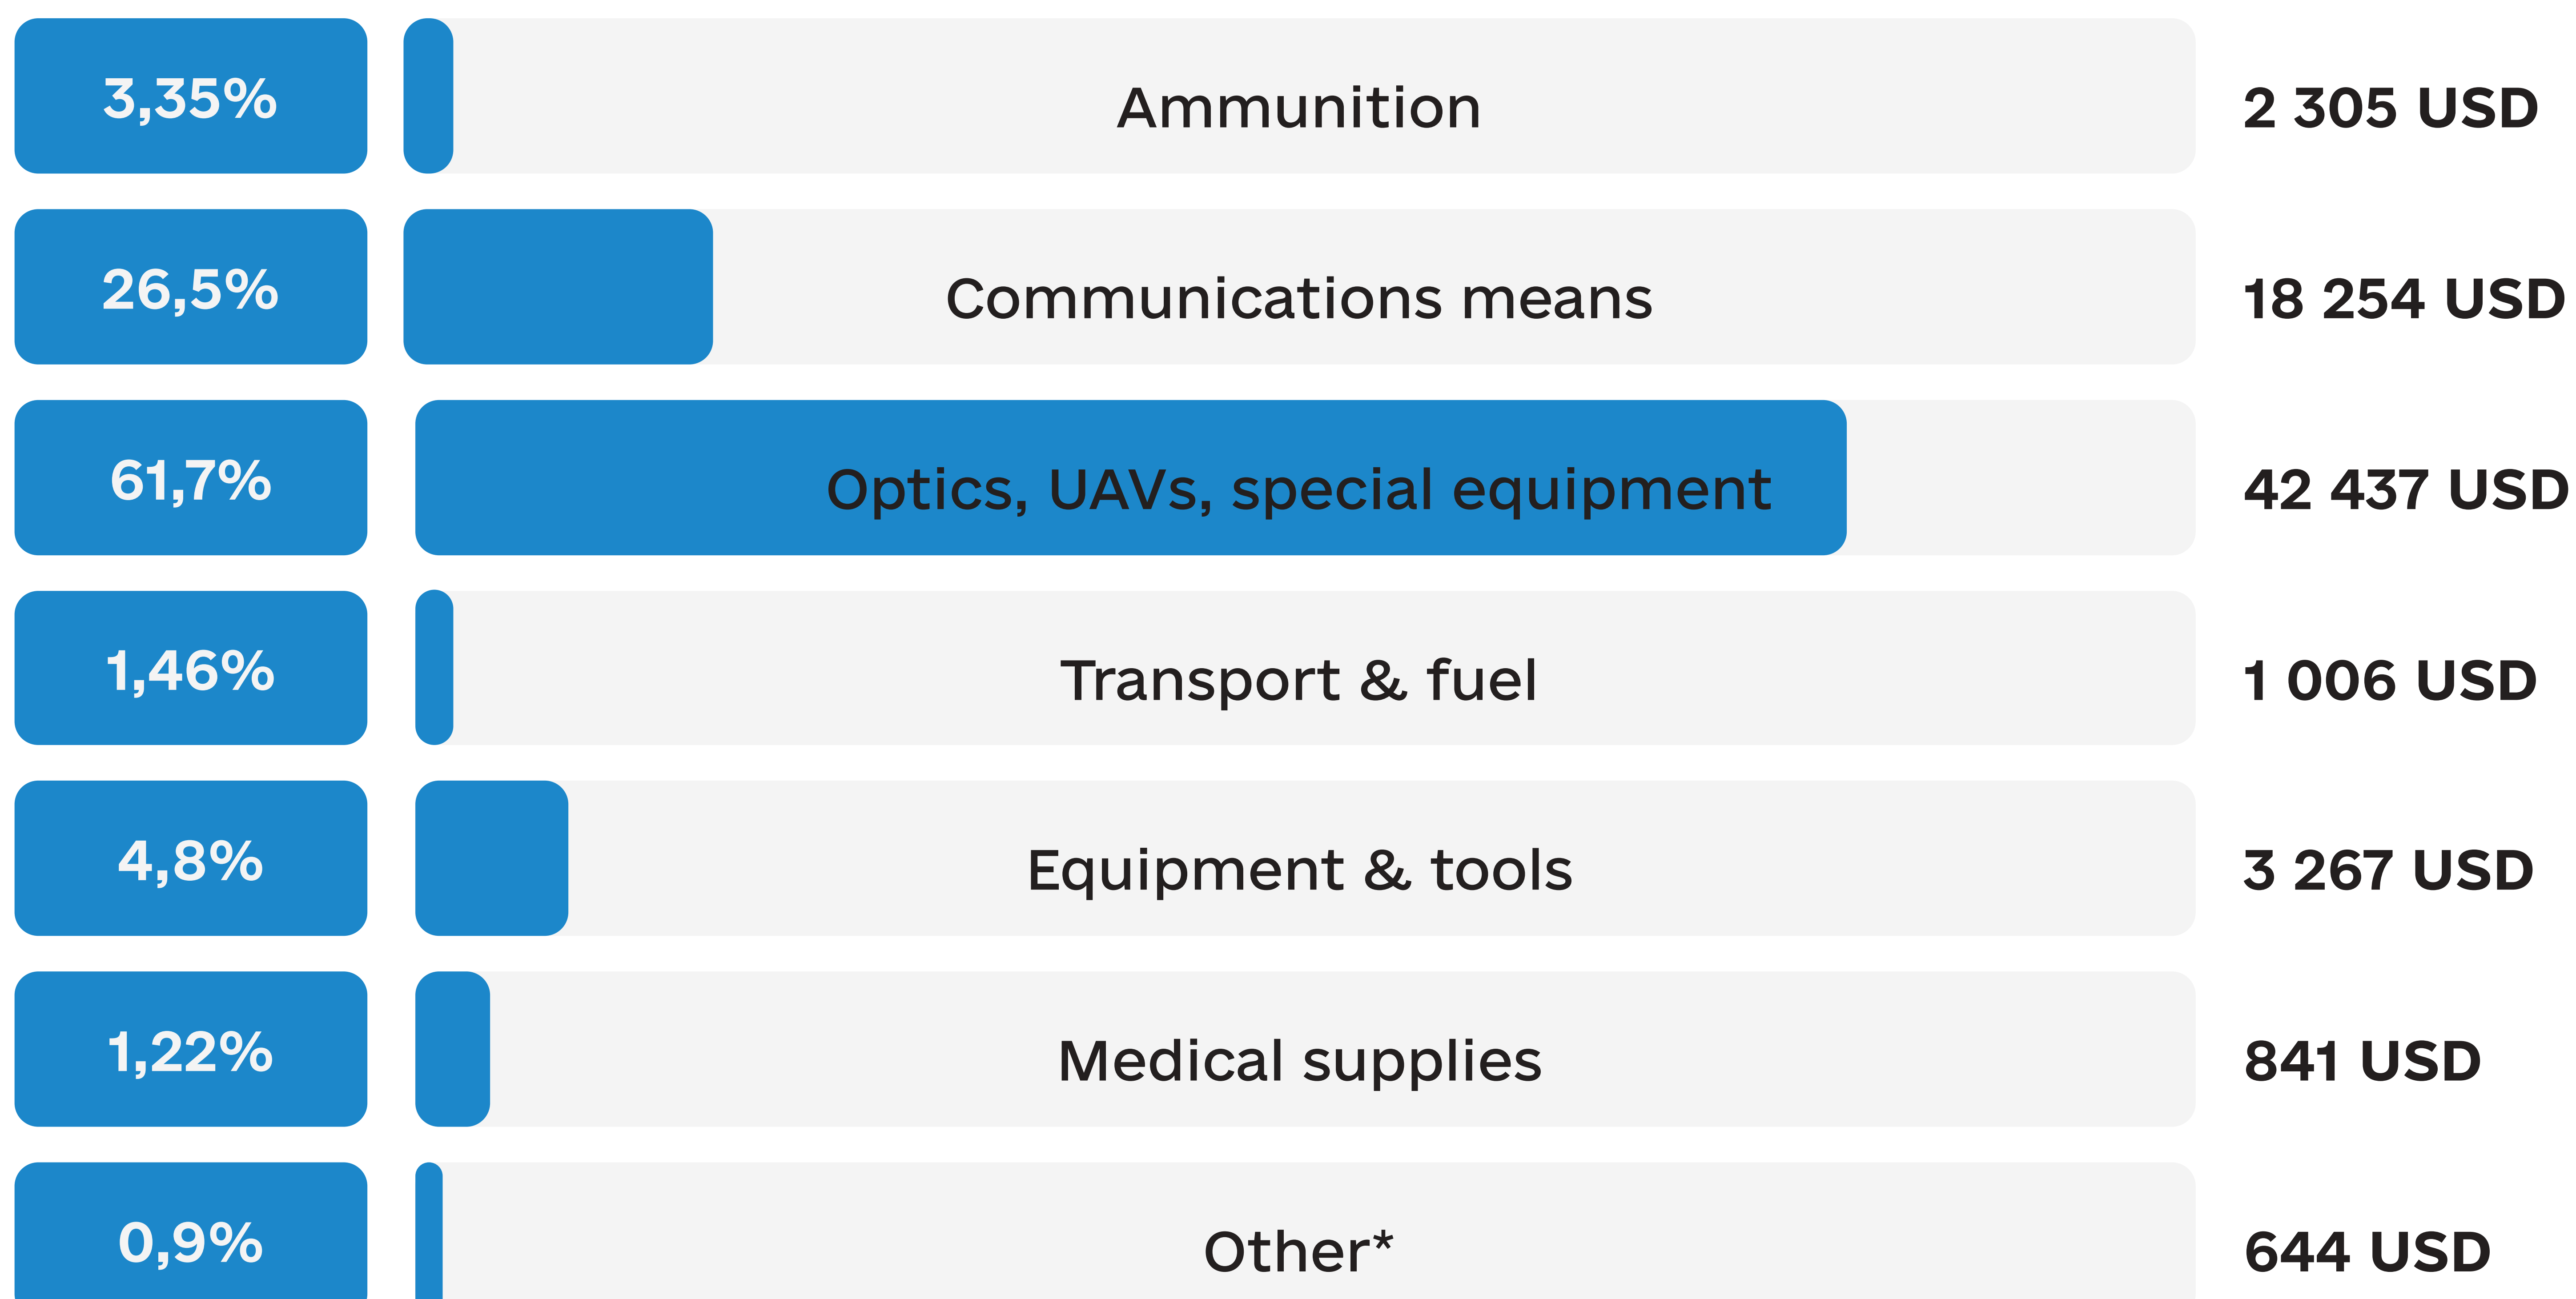 3,35% Ammunition 2 305 USD
26,5% Communications means 18 254 USD
61,7% Optics, UAVs, special equipment 42 437 USD
1,46% Transport & fuel 1 006 USD
4,8% Equipment & tools 3 267 USD
1,22% Medical supplies 841 USD
0,9% Other* 644 USD